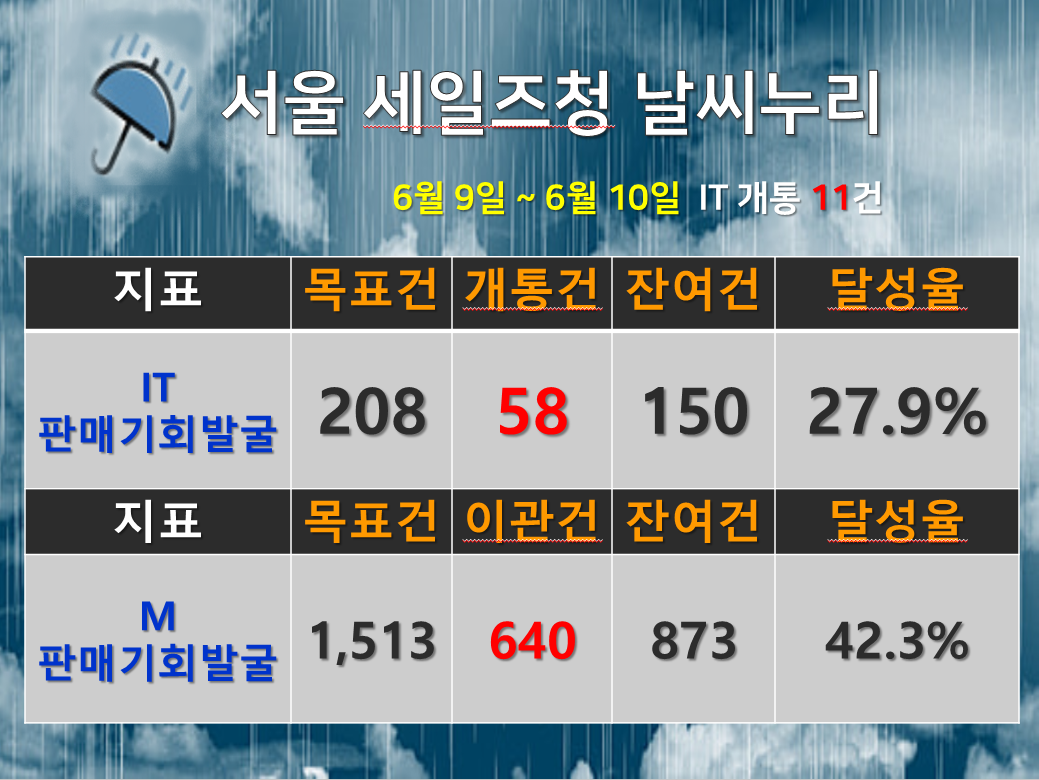 서울 세일즈청 날씨누리
6월 9일 ~ 6월 10일 IT 개통 11건
지표 목표건 개통건 잔여건 달성율
IT
판매기회발굴 208 58 150 27.9%
지표 목표건 이관건 잔여건 달성율
M
판매기회발굴 1,513 640 873 42.3%